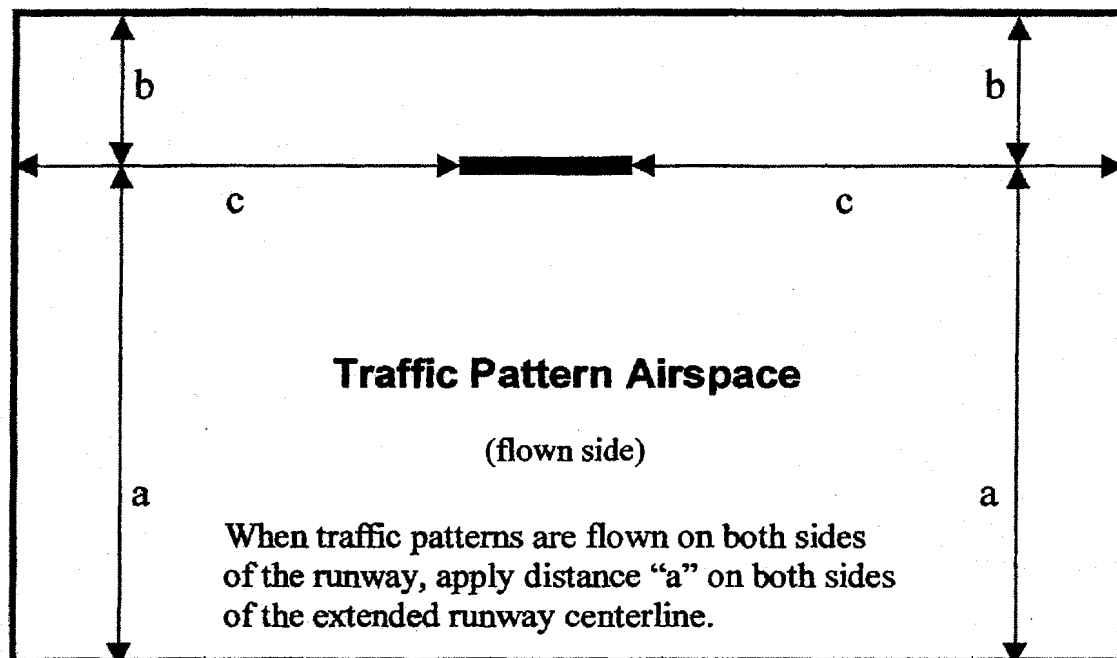 b
b
c
c
Traffic Pattern Airspace
(flown side)
a
a
When traffic patterns are flown on both sides
of the runway, apply distance “a” on both sides
of the extended runway centerline.